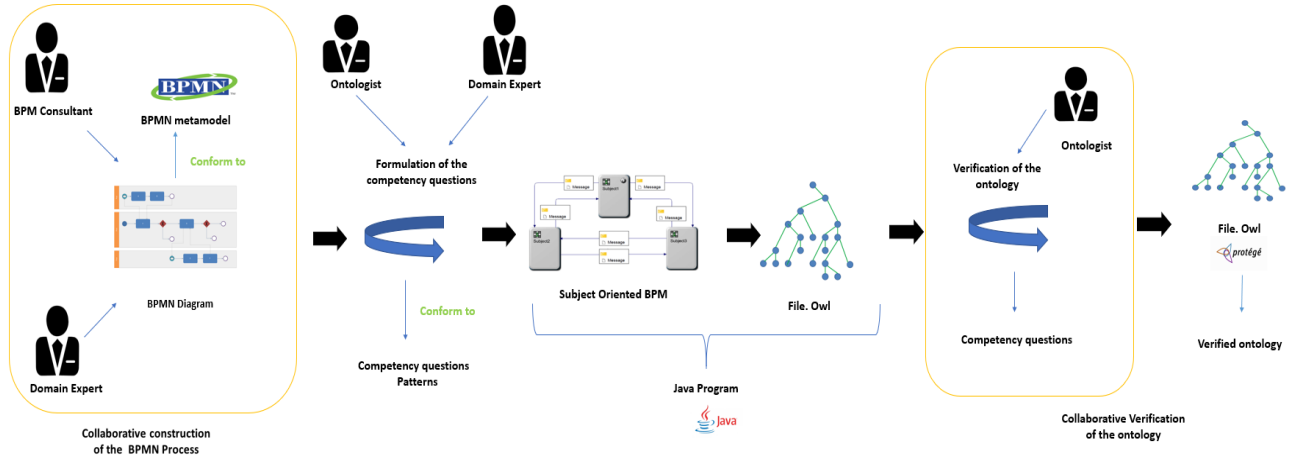 BPM Consultant
BPMN
BPMN metamodel
Conform to
BPMN Diagram
Domain Expert
Collaborative construction
of the BPMN Process
Ontologist
Domain Expert
Formulation of the
competency questions
Conform to
Competency questions
Patterns
Message
Subject1
Message
Message
Message
Subject2
Message
Subject3
Message
Subject Oriented BPM
File. Owl
Java Program
Java
Ontologist
Verification of the
ontology
Competency questions
Collaborative Verification
of the ontology
File. Owl
protégé
Verified ontology